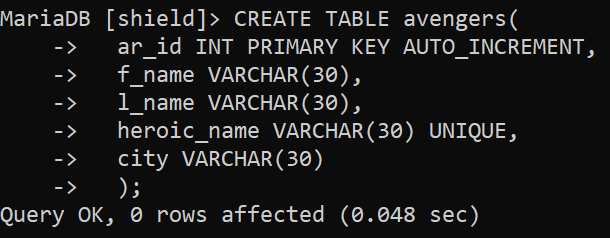 MariaDB [shield]> CREATE TABLE avengers(
    ->   ar_id INT PRIMARY KEY AUTO_INCREMENT,
    ->   f_name VARCHAR(30),
    ->   l_name VARCHAR(30),
    ->   heroic_name VARCHAR(30) UNIQUE,
    ->   city VARCHAR(30)
    ->   );
Query OK, 0 rows affected (0.048 sec)